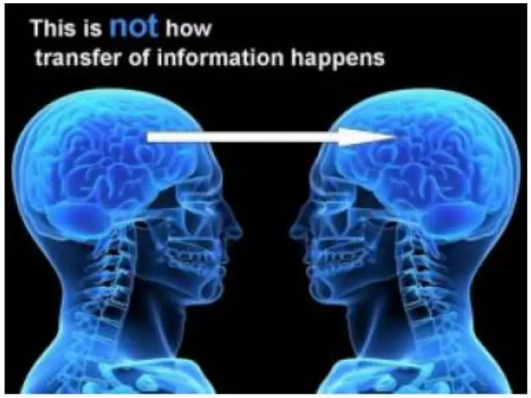 This is not how
transfer of information happens